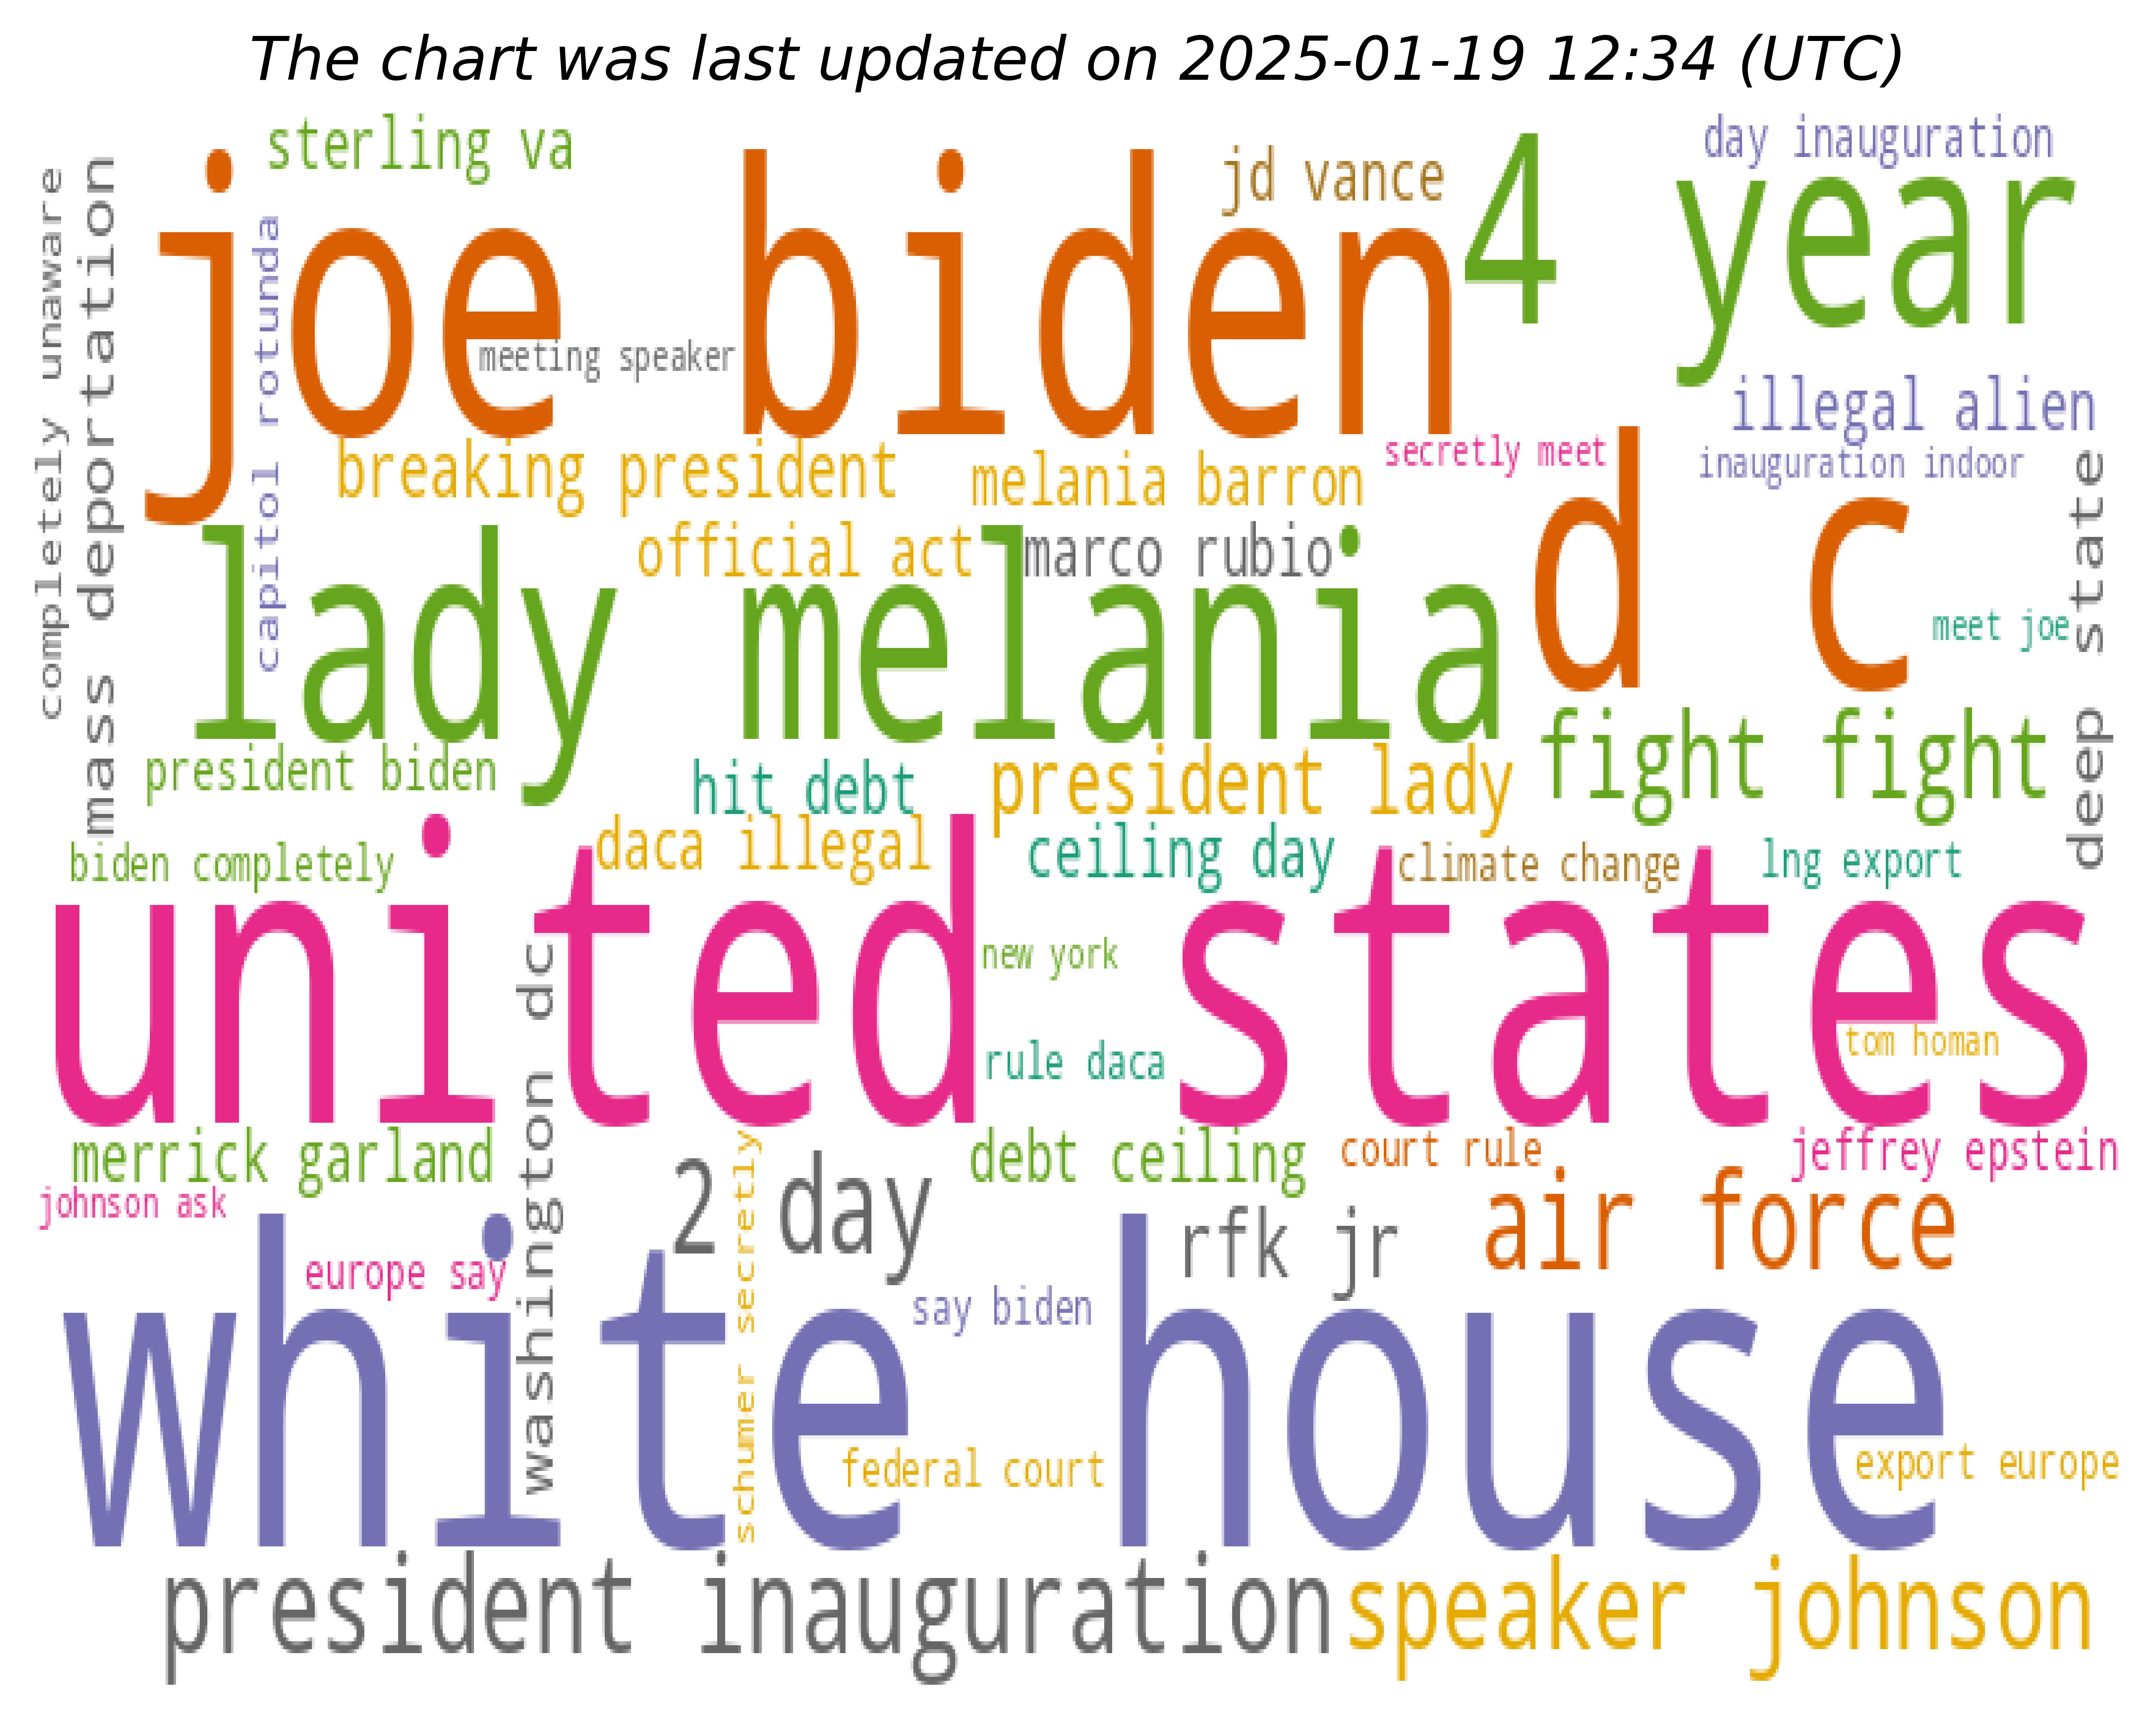 The chart was last updated on 2025-01-19 12:34 (UTC)
sterling va
day inauguration
jd vance
joe biden
4 year
completely unaware
mass deportation
capitol rotunda
meeting speaker
illegal alien
breaking president
melania barron
secretly meet
inauguration indoor
d c
deep state
official act
marco rubio
lady melania
meet joe
fight fight
president biden
hit debt
president lady
biden completely
daca illegal
ceiling day
climate change
lng export
united states
new york
washington dc
rule daca
tom homan
merrick garland
debt ceiling
court rule
jeffrey epstein
johnson ask
2 day
schumer secretly
rfk jr
air force
europe say
say biden
white house
federal court
export europe
president inauguration
speaker johnson